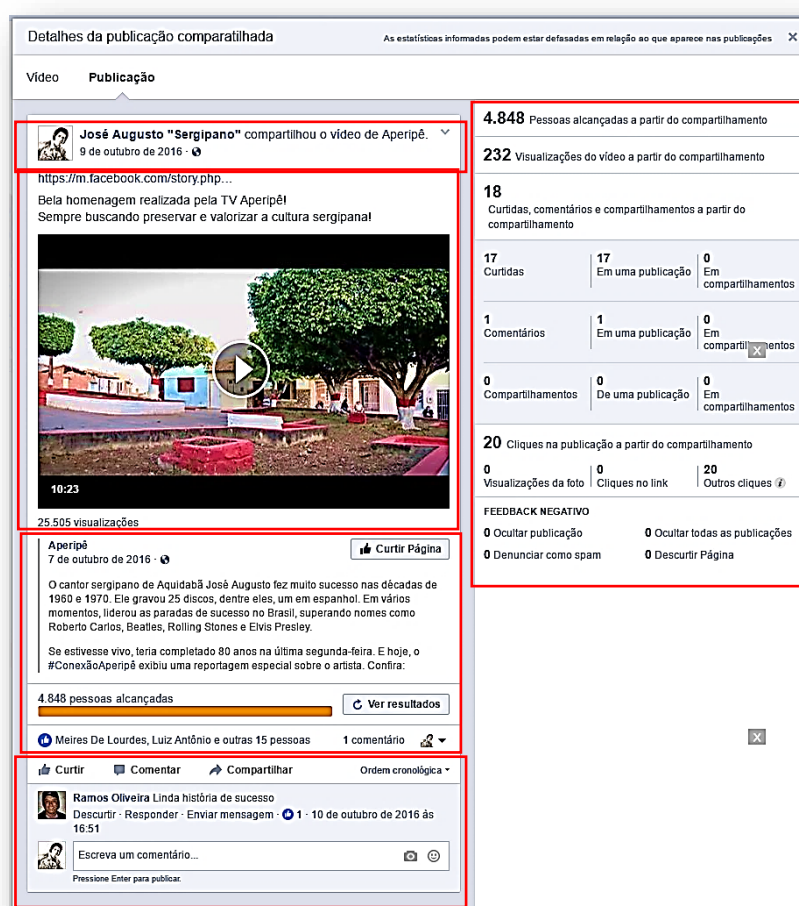 Detalhes da publicação comparatilhada
As estatísticas informadas podem estar defasadas em relação ao que aparece nas publicações X
Vídeo Publicação
José Augusto "Sergipano" compartilhou o vídeo de Aperipê.
9 de outubro de 2016 ·
https://m.facebook.com/story.php...
Bela homenagem realizada pela TV Aperipê!
Sempre buscando preservar e valorizar a cultura sergipana!
10:23
25.505 visualizações
Aperipê
7 de outubro de 2016 ·
Curtir Página
O cantor sergipano de Aquidabã José Augusto fez muito sucesso nas décadas de
1960 e 1970. Ele gravou 25 discos, dentre eles, um em espanhol. Em vários
momentos, liderou as paradas de sucesso no Brasil, superando nomes como
Roberto Carlos, Beatles, Rolling Stones e Elvis Presley.
Se estivesse vivo, teria completado 80 anos na última segunda-feira. E hoje, o
#ConexãoAperipê exibiu uma reportagem especial sobre o artista. Confira:
4.848 pessoas alcançadas
Ver resultados
Meires De Lourdes, Luiz Antônio e outras 15 pessoas 1 comentário
Curtir Comentar Compartilhar Ordem cronológica
Ramos Oliveira Linda história de sucesso
Descurtir · Responder · Enviar mensagem · 1 · 10 de outubro de 2016 às
16:51
Escreva um comentário...
Pressione Enter para publicar.
4.848 Pessoas alcançadas a partir do compartilhamento
232 Visualizações do vídeo a partir do compartilhamento
18
Curtidas, comentários e compartilhamentos a partir do
compartilhamento
17 17 0
Curtidas Em uma publicação Em
compartilhamentos
1 1 0
Comentários Em uma publicação Em
compartilhamentos
0 0 0
Compartilhamentos De uma publicação Em
compartilhamentos
20 Cliques na publicação a partir do compartilhamento
0 0 20
Visualizações da foto Cliques no link Outros cliques i
FEEDBACK NEGATIVO
0 Ocultar publicação 0 Ocultar todas as publicações
0 Denunciar como spam 0 Descurtir Página
X
X